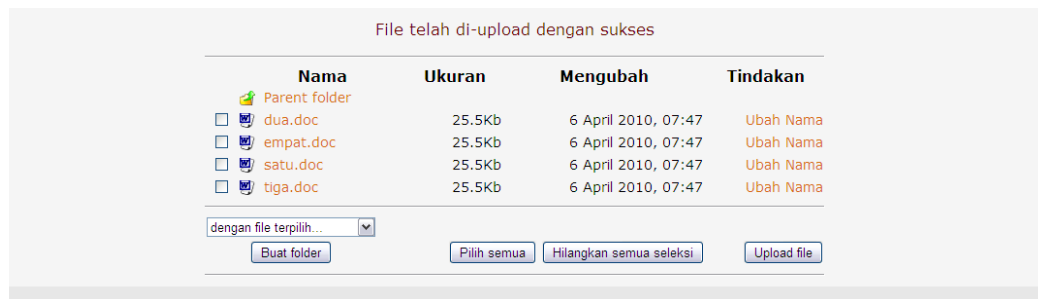 File telah di-upload dengan sukses
Nama Ukuran Mengubah Tindakan
Parent folder
dua.doc 25.5Kb 6 April 2010, 07:47 Ubah Nama
empat.doc 25.5Kb 6 April 2010, 07:47 Ubah Nama
satu.doc 25.5Kb 6 April 2010, 07:47 Ubah Nama
tiga.doc 25.5Kb 6 April 2010, 07:47 Ubah Nama
dengan file terpilih...
Buat folder Pilih semua Hilangkan semua seleksi Upload file